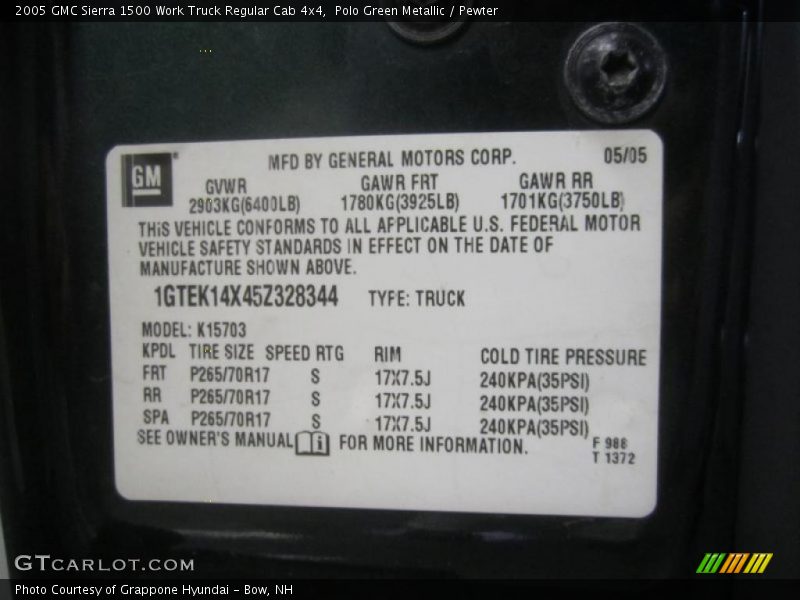 2005 GMC Sierra 1500 Work Truck Regular Cab 4x4,  Polo Green Metallic / Pewter
GM
MFD BY GENERAL MOTORS CORP. 05/05
GVWR GAWR FRT GAWR RR
2903KG(6400LB) 1780KG(3925LB) 1701KG(3750LB)
THIS VEHICLE CONFORMS TO ALL APPLICABLE U.S. FEDERAL MOTOR
VEHICLE SAFETY STANDARDS IN EFFECT ON THE DATE OF
MANUFACTURE SHOWN ABOVE.
1GTEK14X45Z328344 TYPE: TRUCK
MODEL: K15703
KPDL TIRE SIZE SPEED RTG RIM COLD TIRE PRESSURE
FRT P265/70R17 S 17X7.5J 240KPA(35PSI)
RR P265/70R17 S 17X7.5J 240KPA(35PSI)
SPA P265/70R17 S 17X7.5J 240KPA(35PSI)
SEE OWNER'S MANUAL FOR MORE INFORMATION.
F 988
T 1372
GTCARLOT.COM
Photo Courtesy of Grappone Hyundai - Bow, NH